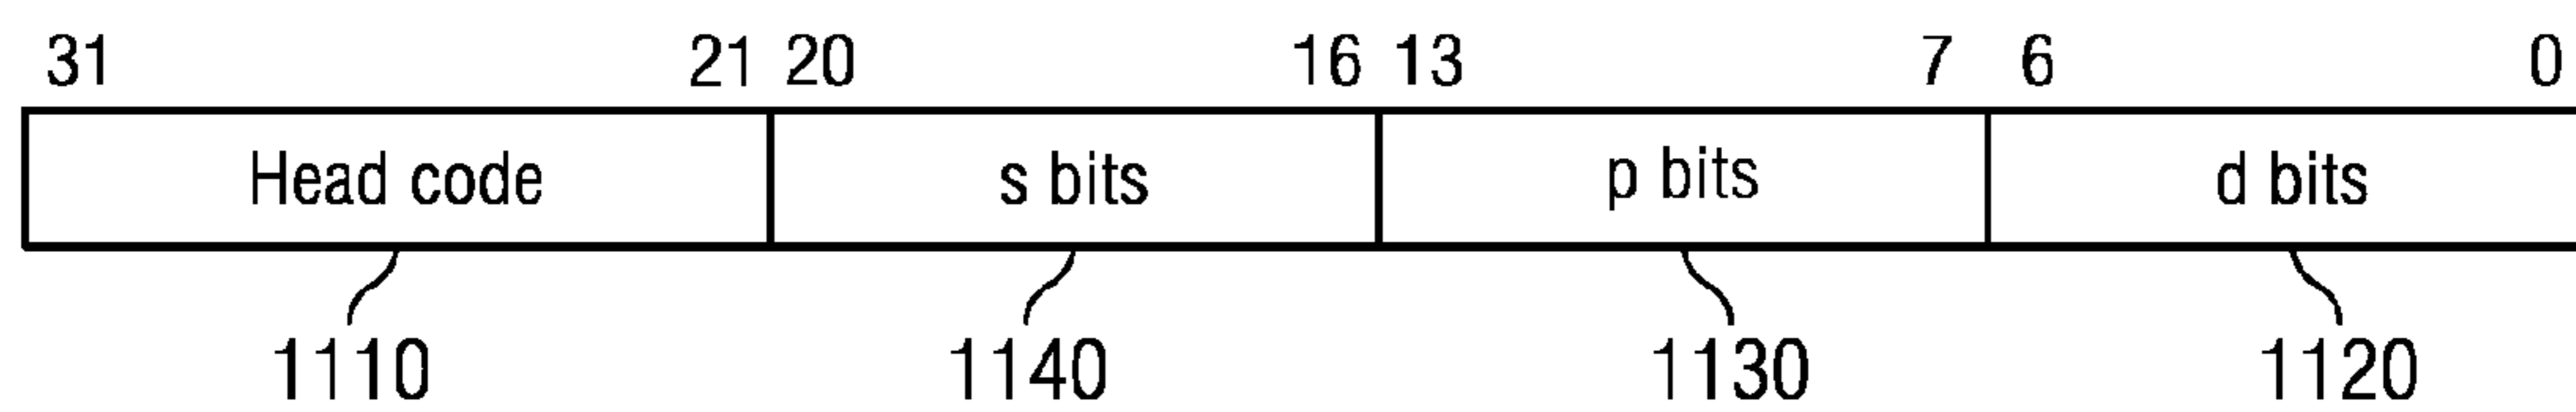 31 21 20 16 13 7 6 0
Head code s bits p bits d bits
1110 1140 1130 1120